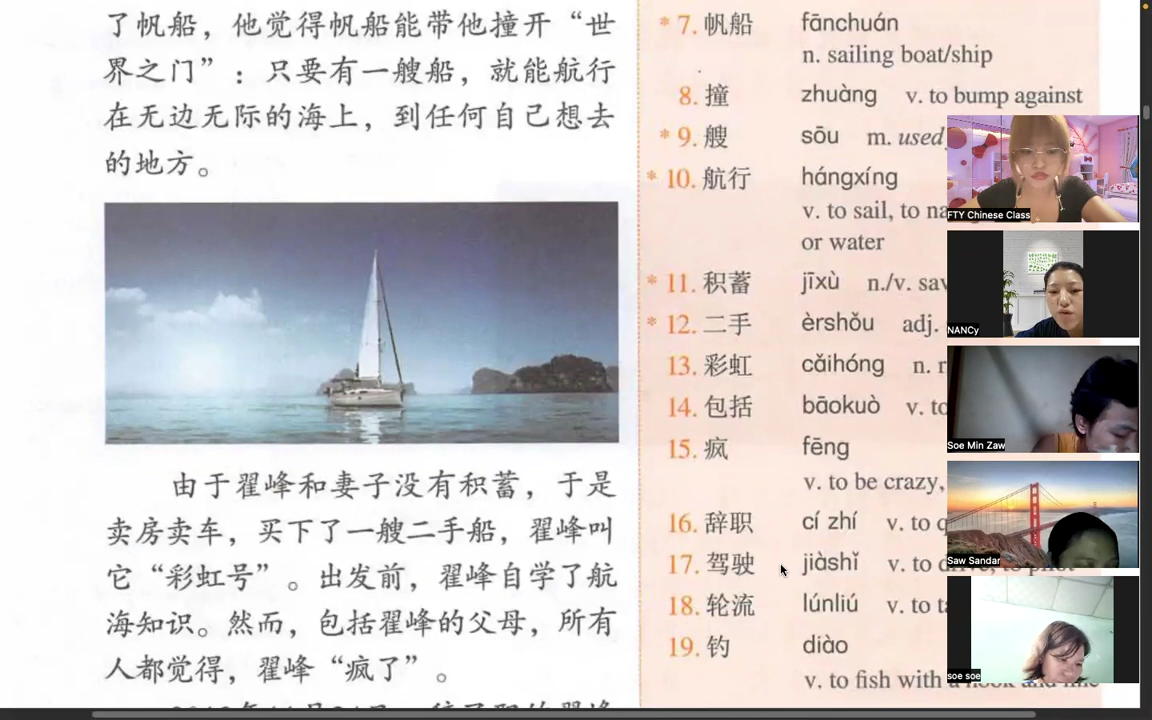 了帆船，他觉得帆船能带他撞开“世
界之门”：只要有一艘船，就能航行
在无边无际的海上，到任何自己想去
的地方。
由于翟峰和妻子没有积蓄，于是
卖房卖车，买下了一艘二手船，翟峰叫
它“彩虹号”。出发前，翟峰自学了航
海知识。然而，包括翟峰的父母，所有
人都觉得，翟峰“疯了”。
* 7. 帆船 fānchuán
n. sailing boat/ship
8. 撞 zhuàng v. to bump against
* 9. 艘 sōu m. used
* 10. 航行 hángxíng
v. to sail, to
or water
* 11. 积蓄 jīxù n./v.
* 12. 二手 èrshǒu adj.
13. 彩虹 cǎihóng n.
14. 包括 bāokuò v.
15. 疯 fēng
v. to be crazy,
16. 辞职 cí zhí v. to
17. 驾驶 jiàshǐ v. to drive, to pilot
18. 轮流 lúnliú v. to
19. 钓 diào
v. to fish with a hook and line
FTY Chinese Class
NANCy
Soe Min Zaw
Saw Sandar
soe soe